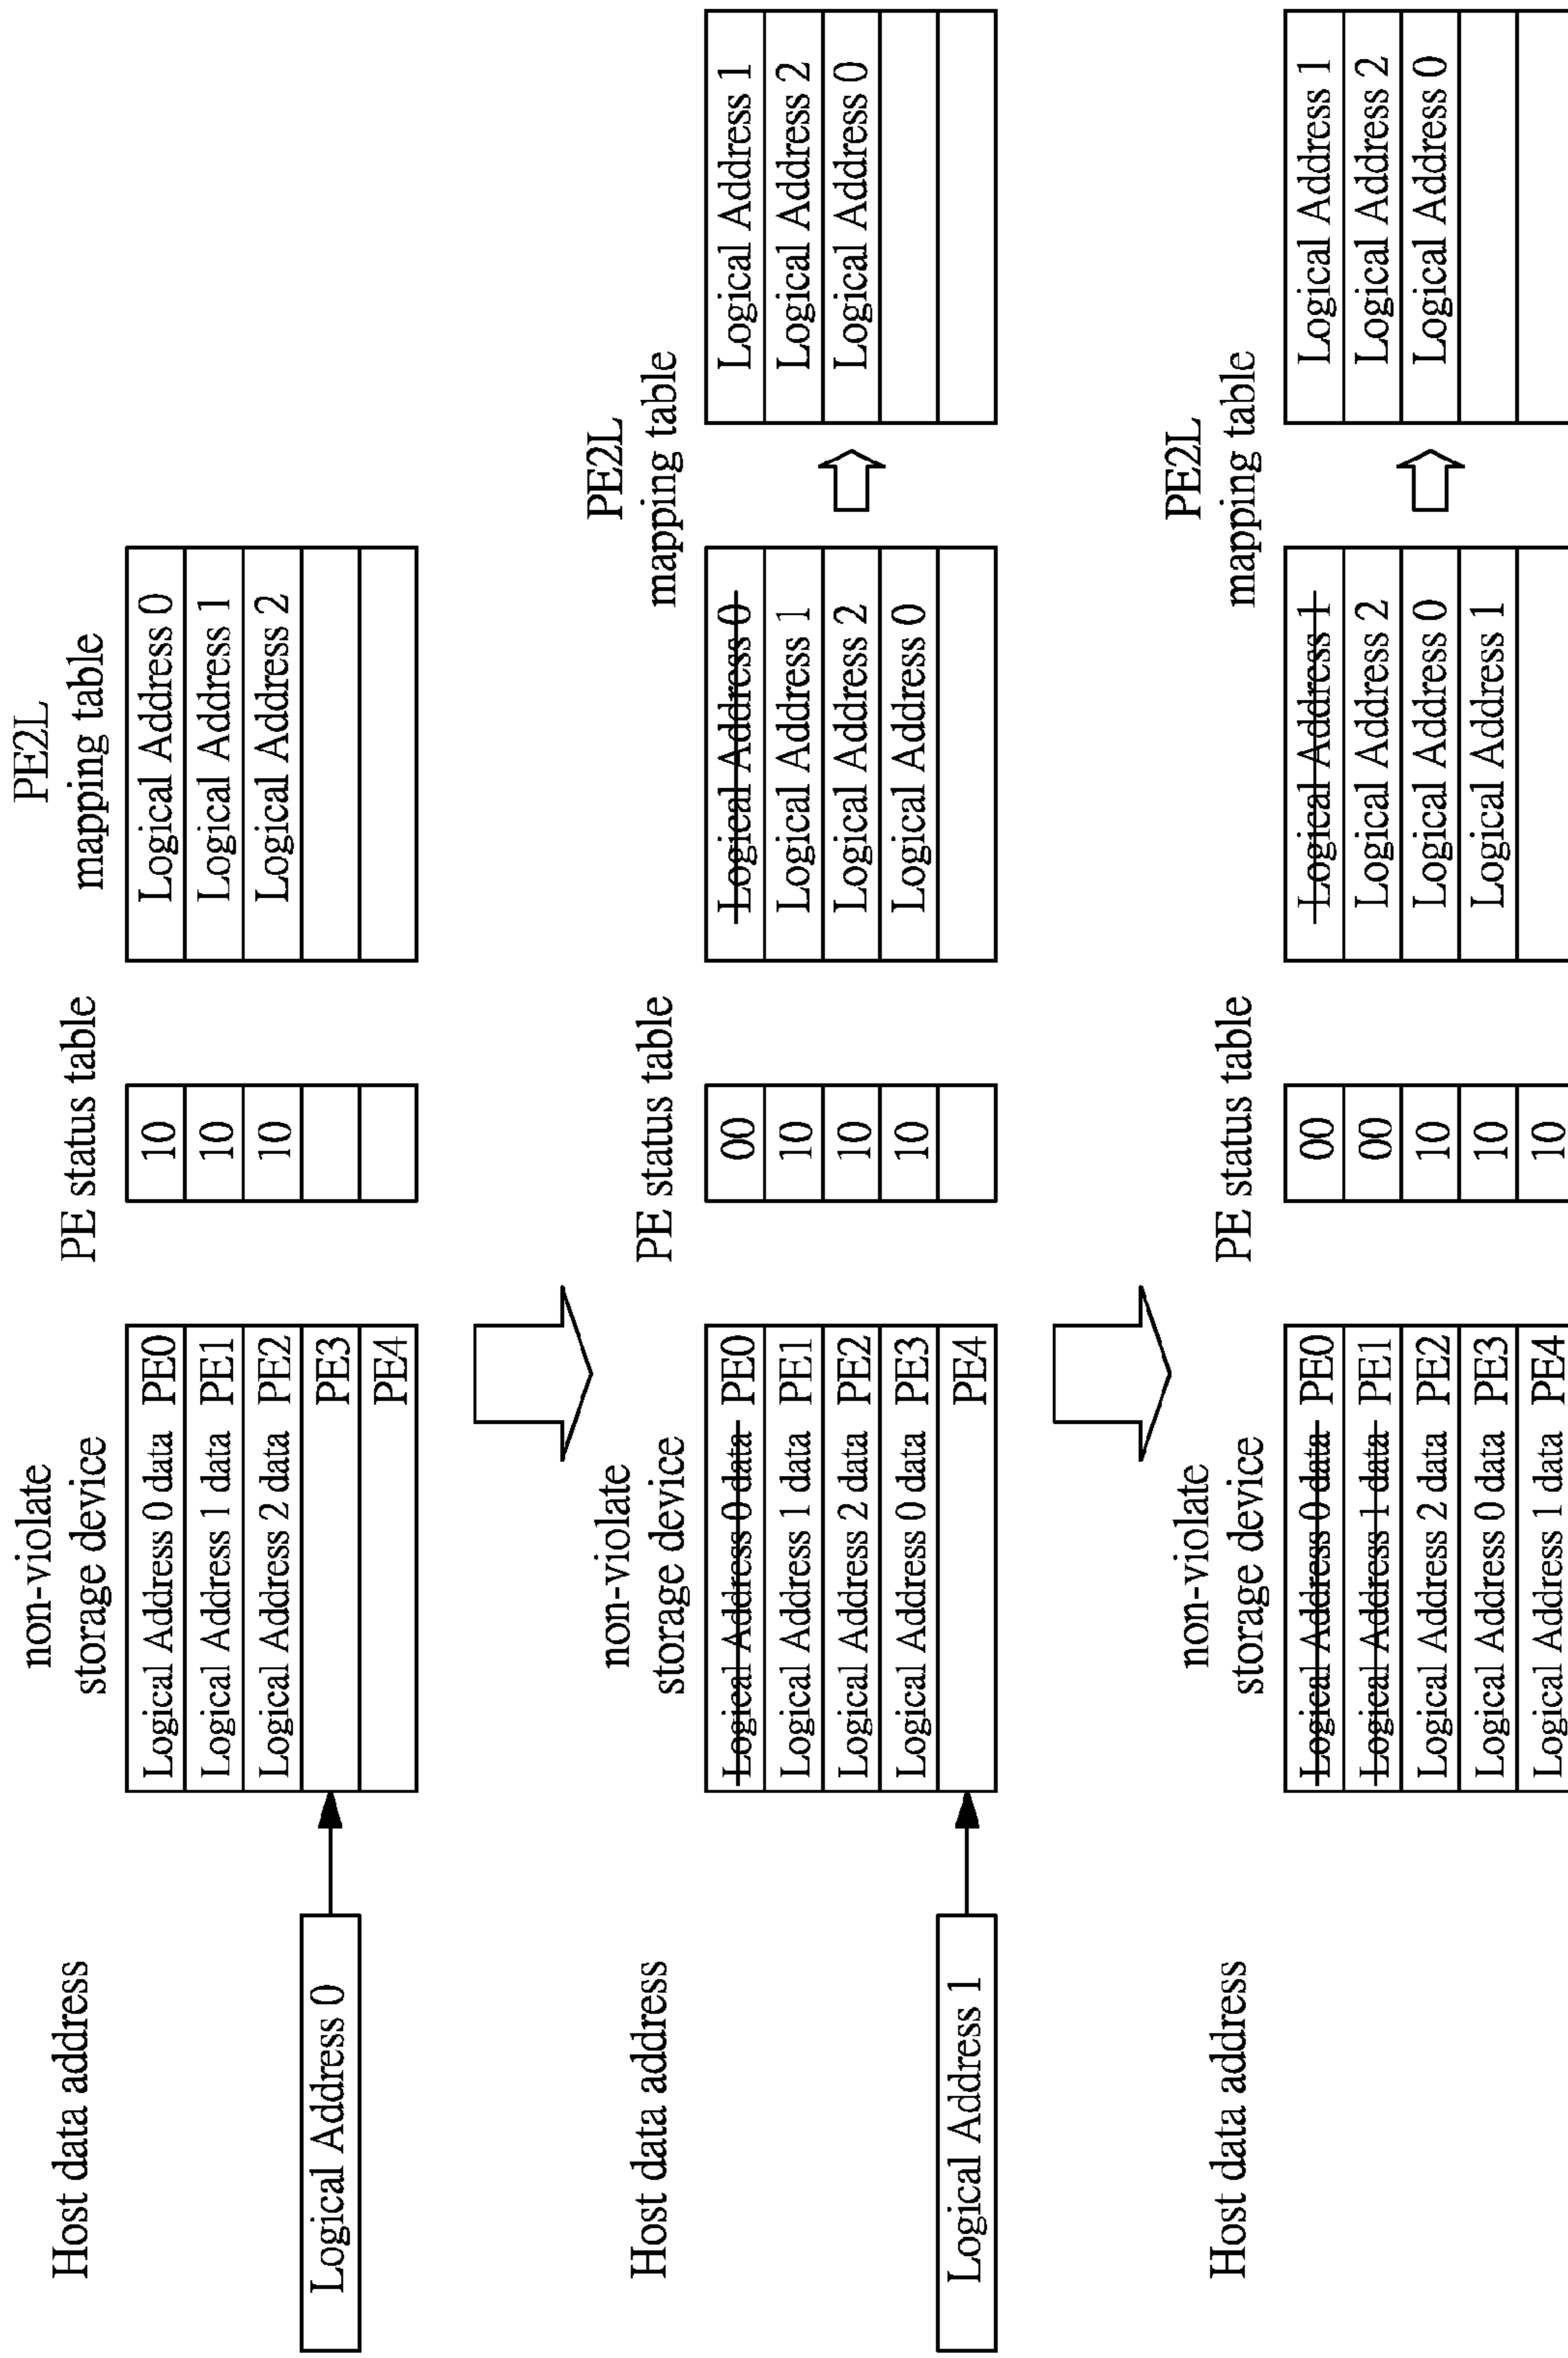 Host data address
non-violate
storage device
PE status table
PE2L
mapping table
Logical Address 0
Logical Address 0 data PE0
Logical Address 1 data PE1
Logical Address 2 data PE2
PE3
PE4
10
10
10
Logical Address 0
Logical Address 1
Logical Address 2
Host data address
non-violate
storage device
PE status table
PE2L
mapping table
Logical Address 1
Logical Address 0 data PE0
Logical Address 1 data PE1
Logical Address 2 data PE2
Logical Address 0 data PE3
PE4
00
10
10
10
Logical Address 0
Logical Address 1
Logical Address 2
Logical Address 0
Logical Address 1
Logical Address 2
Logical Address 0
Host data address
non-violate
storage device
PE status table
PE2L
mapping table
Logical Address 0 data PE0
Logical Address 1 data PE1
Logical Address 2 data PE2
Logical Address 0 data PE3
Logical Address 1 data PE4
00
00
10
10
10
Logical Address 1
Logical Address 2
Logical Address 0
Logical Address 1
Logical Address 1
Logical Address 2
Logical Address 0